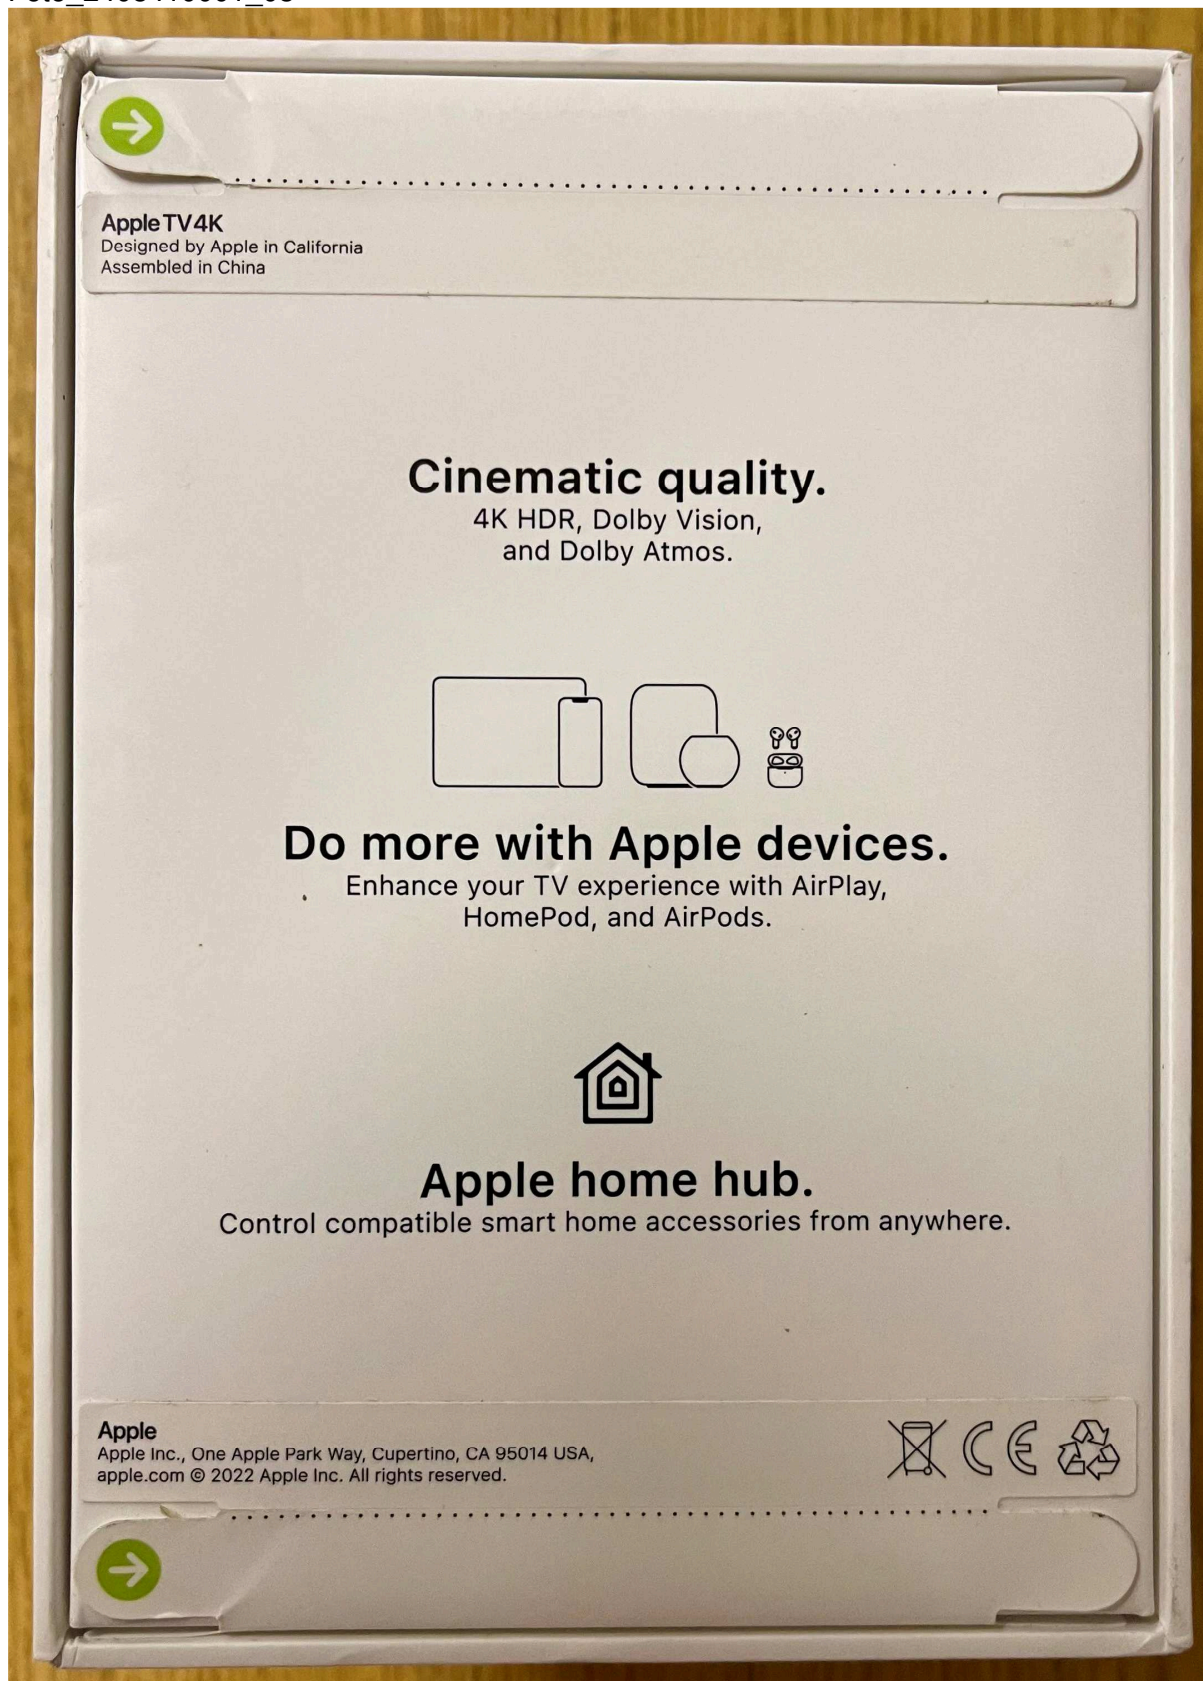 Apple TV 4K
Designed by Apple in California
Assembled in China
Cinematic quality.
4K HDR, Dolby Vision,
and Dolby Atmos.
Do more with Apple devices.
Enhance your TV experience with AirPlay,
HomePod, and AirPods.
Apple home hub.
Control compatible smart home accessories from anywhere.
Apple
Apple Inc., One Apple Park Way, Cupertino, CA 95014 USA,
apple.com © 2022 Apple Inc. All rights reserved.
CE